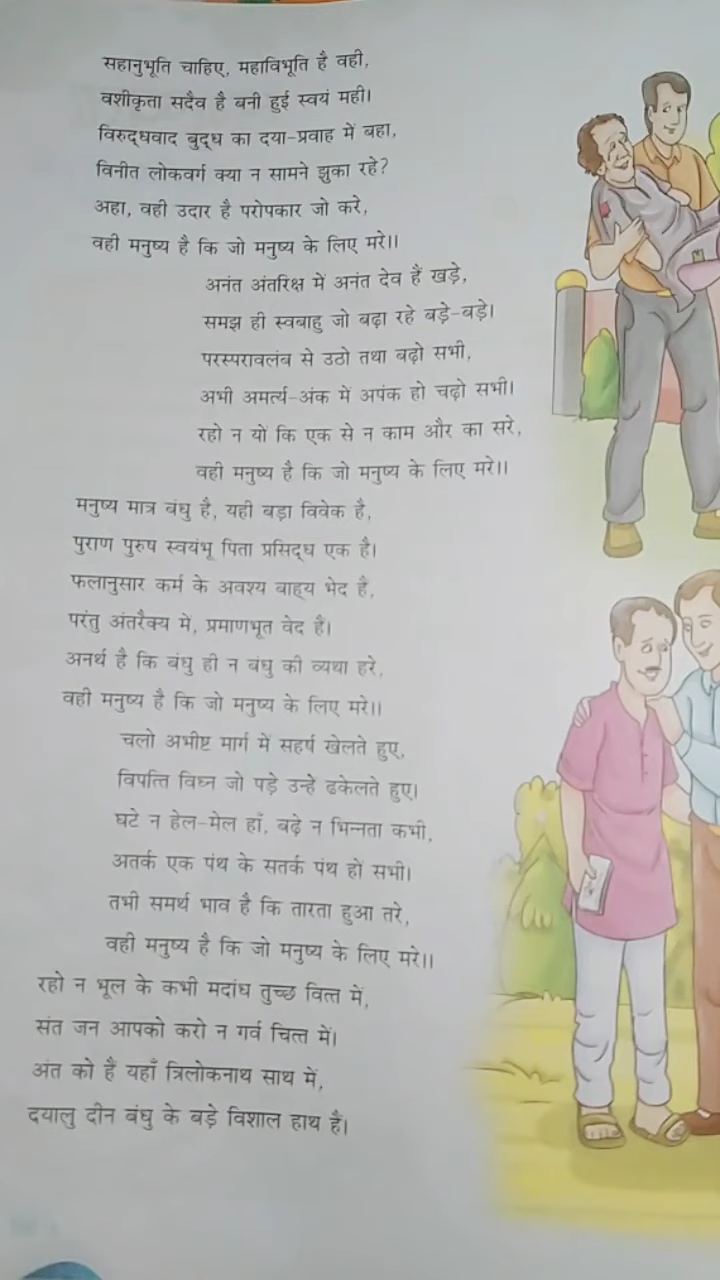 सहानुभूति चाहिए, महाविभूति है वही,
वशीकृता सदैव है बनी हुई स्वयं मही।
विरुद्धवाद बुद्ध का दया-प्रवाह में बहा,
विनीत लोकवर्ग क्या न सामने झुका रहे?
अहा, वही उदार है परोपकार जो करे,
वही मनुष्य है कि जो मनुष्य के लिए मरे।।
अनंत अंतरिक्ष में अनंत देव हैं खड़े,
समझ ही स्वबाहु जो बढ़ा रहे बड़े-बड़े।
परस्परावलंब से उठो तथा बढ़ो सभी,
अभी अमर्त्य-अंक में अपंक हो चढ़ो सभी।
रहो न यों कि एक से न काम और का सरे,
वही मनुष्य है कि जो मनुष्य के लिए मरे।।
मनुष्य मात्र बंधु है, यही बड़ा विवेक है,
पुराण पुरुष स्वयंभू पिता प्रसिद्ध एक है।
फलानुसार कर्म के अवश्य बाह्य भेद है,
परंतु अंतरैक्य में, प्रमाणभूत वेद है।
अनर्थ है कि बंधु ही न बंधु की व्यथा हरे,
वही मनुष्य है कि जो मनुष्य के लिए मरे।।
चलो अभीष्ट मार्ग में सहर्ष खेलते हुए,
विपत्ति विघ्न जो पड़े उन्हें ढकेलते हुए।
घटे न हेल-मेल हाँ, बढ़े न भिन्नता कभी,
अतर्क एक पंथ के सतर्क पंथ हों सभी।
तभी समर्थ भाव है कि तारता हुआ तरे,
वही मनुष्य है कि जो मनुष्य के लिए मरे।।
रहो न भूल के कभी मदांध तुच्छ वित्त में,
संत जन आपको करो न गर्व चित्त में।
अंत को हैं यहाँ त्रिलोकनाथ साथ में,
दयालु दीन बंधु के बड़े विशाल हाथ हैं।